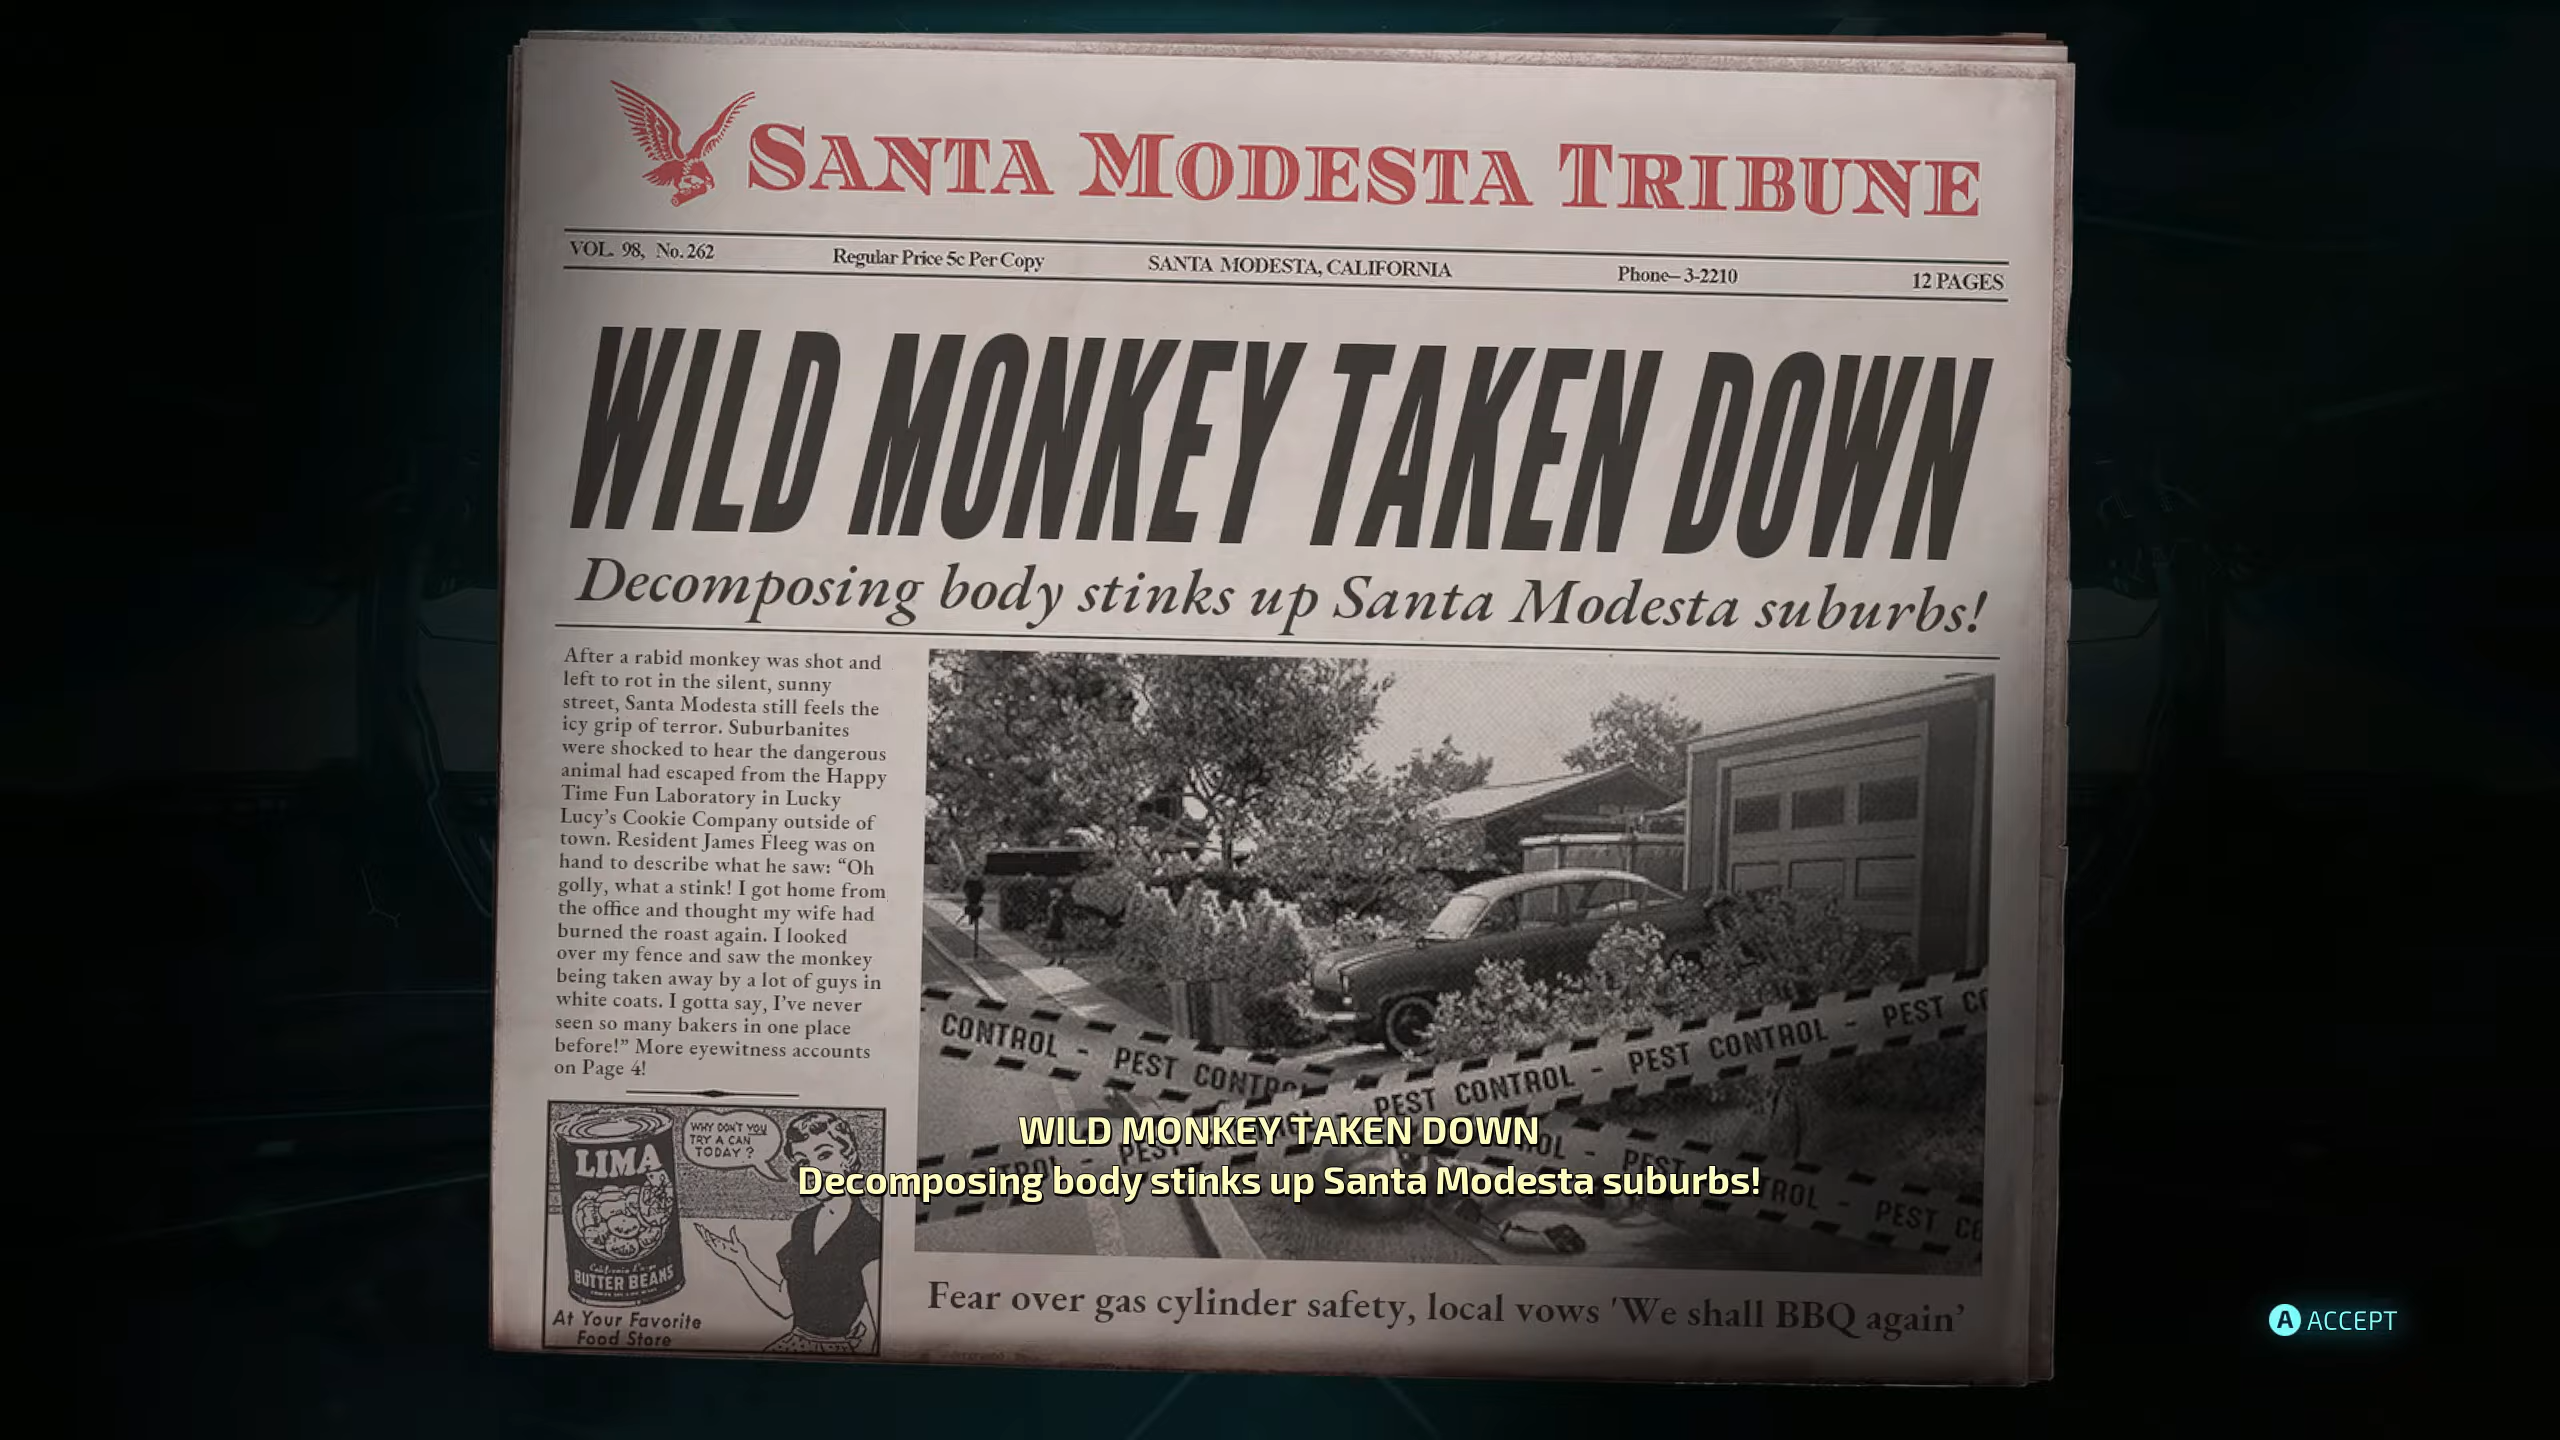 SANTA MODESTA TRIBUNE
VOL. 98, No. 262
Regular Price 5c Per Copy
SANTA MODESTA, CALIFORNIA
Phone– 3-2210
12 PAGES
WILD MONKEY TAKEN DOWN
Decomposing body stinks up Santa Modesta suburbs!
After a rabid monkey was shot and
left to rot in the silent, sunny
street, Santa Modesta still feels the
icy grip of terror. Suburbanites
were shocked to hear the dangerous
animal had escaped from the Happy
Time Fun Laboratory in Lucky
Lucy's Cookie Company outside of
town. Resident James Fleeg was on
hand to describe what he saw: “Oh
golly, what a stink! I got home from
the office and thought my wife had
burned the roast again. I looked
over my fence and saw the monkey
being taken away by a lot of guys in
white coats. I gotta say, I've never
seen so many bakers in one place
before!” More eyewitness accounts
on Page 4!
LIMA
BUTTER BEANS
WHY DON'T YOU
TRY A CAN
TODAY?
At Your Favorite
Food Store
CONTROL - PEST CONTROL
PEST CONTROL - PEST CONTROL - PEST CO
WILD MONKEY TAKEN DOWN
Decomposing body stinks up Santa Modesta suburbs!
Fear over gas cylinder safety, local vows 'We shall BBQ again’
A ACCEPT